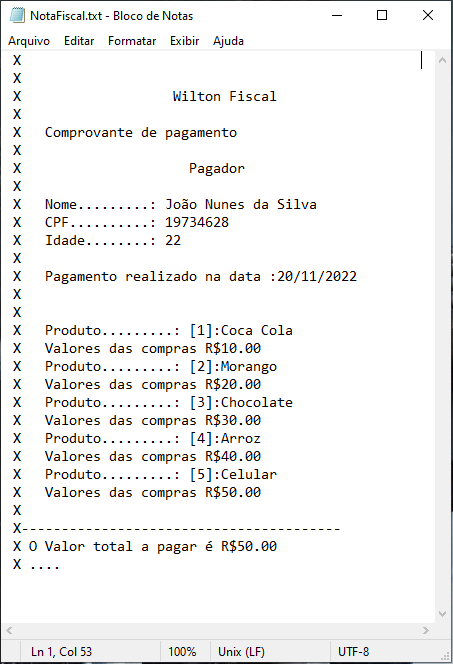 NotaFiscal.txt - Bloco de Notas
Arquivo Editar Formatar Exibir Ajuda
X
X
X Wilton Fiscal
X
X Comprovante de pagamento
X
X Pagador
X
X Nome.........: João Nunes da Silva
X CPF..........: 19734628
X Idade........: 22
X
X Pagamento realizado na data :20/11/2022
X
X
X Produto.........: [1]:Coca Cola
X Valores das compras R$10.00
X Produto.........: [2]:Morango
X Valores das compras R$20.00
X Produto.........: [3]:Chocolate
X Valores das compras R$30.00
X Produto.........: [4]:Arroz
X Valores das compras R$40.00
X Produto.........: [5]:Celular
X Valores das compras R$50.00
X
X----------------------------------------
X O Valor total a pagar é R$50.00
X ....
Ln 1, Col 53 100% Unix (LF) UTF-8